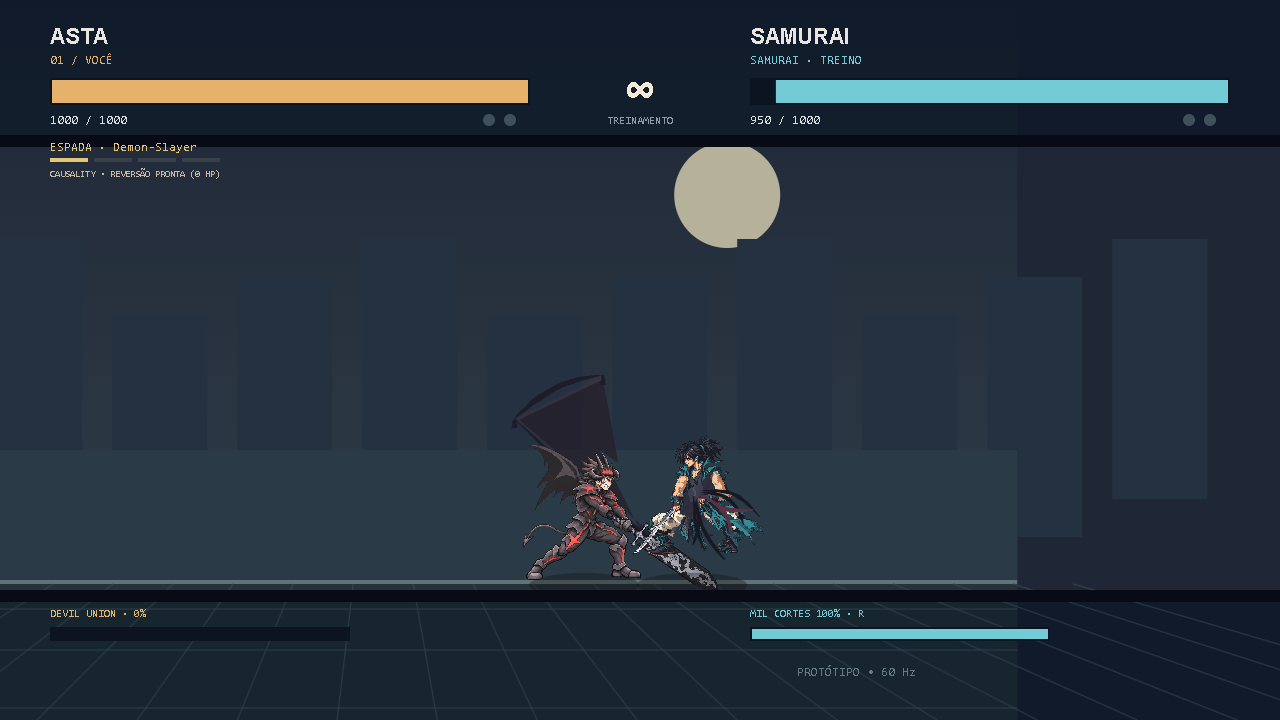 ASTA
01 / VOCÊ
1000 / 1000
∞
TREINAMENTO
SAMURAI
SAMURAI · TREINO
950 / 1000
ESPADA · Demon-Slayer
CAUSALITY · REVERSÃO PRONTA (0 HP)
DEVIL UNION · 0%
MIL CORTES 100% · R
PROTÓTIPO • 60 Hz